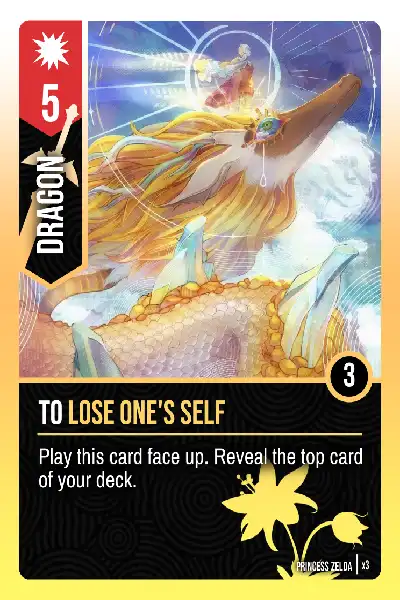 5
DRAGON
3
TO LOSE ONE'S SELF
Play this card face up. Reveal the top card
of your deck.
PRINCESS ZELDA x3